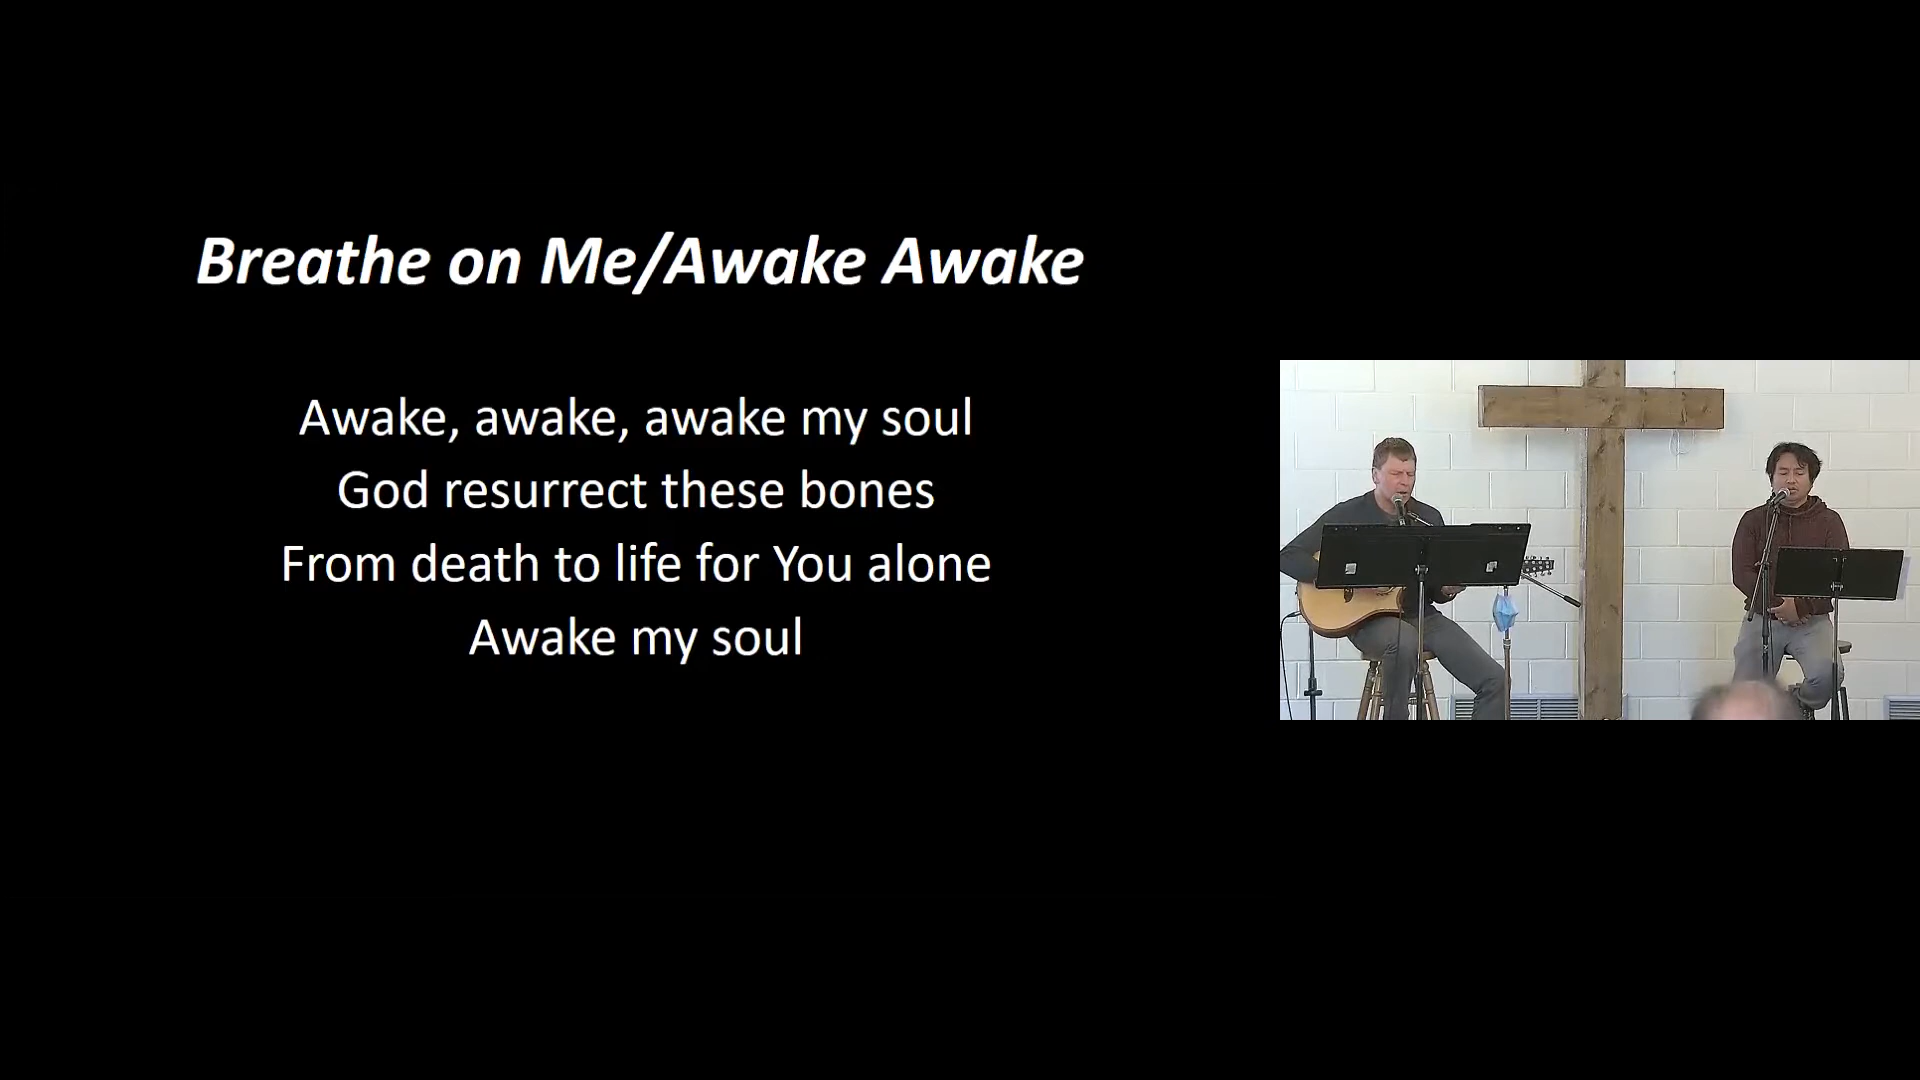 Breathe on Me/Awake Awake
Awake, awake, awake my soul
God resurrect these bones
From death to life for You alone
Awake my soul